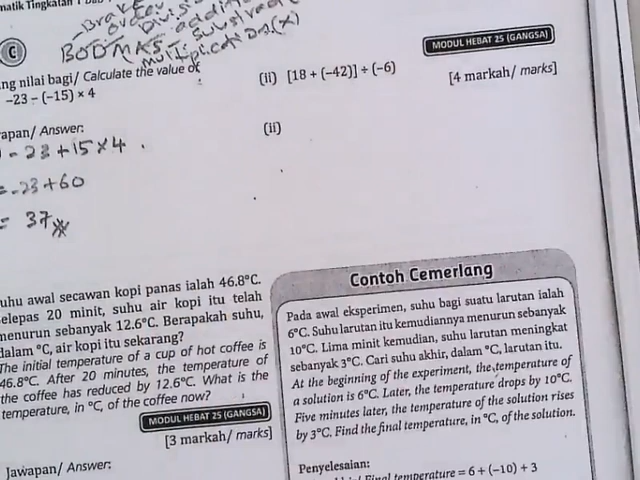 matik Tingkatan 1
Brac
order
Divisi
BODMAS
C
MODUL HEBAT 25 (GANGSA)
ng nilai bagi/ Calculate the value of
-23 – (-15) × 4
(ii) [18 + (-42)] ÷ (-6)
[4 markah/ marks]
apan/ Answer:
(ii)
- 23 + 15 × 4
= -23 + 60
= 37
uhu awal secawan kopi panas ialah 46.8°C.
elepas 20 minit, suhu air kopi itu telah
menurun sebanyak 12.6°C. Berapakah suhu,
dalam °C, air kopi itu sekarang?
The initial temperature of a cup of hot coffee is
46.8°C. After 20 minutes, the temperature of
the coffee has reduced by 12.6°C. What is the
temperature, in °C, of the coffee now?
MODUL HEBAT 25 (GANGSA)
[3 markah/ marks]
Jawapan/ Answer:
Contoh Cemerlang
Pada awal eksperimen, suhu bagi suatu larutan ialah
6°C. Suhu larutan itu kemudiannya menurun sebanyak
10°C. Lima minit kemudian, suhu larutan meningkat
sebanyak 3°C. Cari suhu akhir, dalam °C, larutan itu.
At the beginning of the experiment, the temperature of
a solution is 6°C. Later, the temperature drops by 10°C.
Five minutes later, the temperature of the solution rises
by 3°C. Find the final temperature, in °C, of the solution.
Penyelesaian:
Final temperature = 6 + (-10) + 3